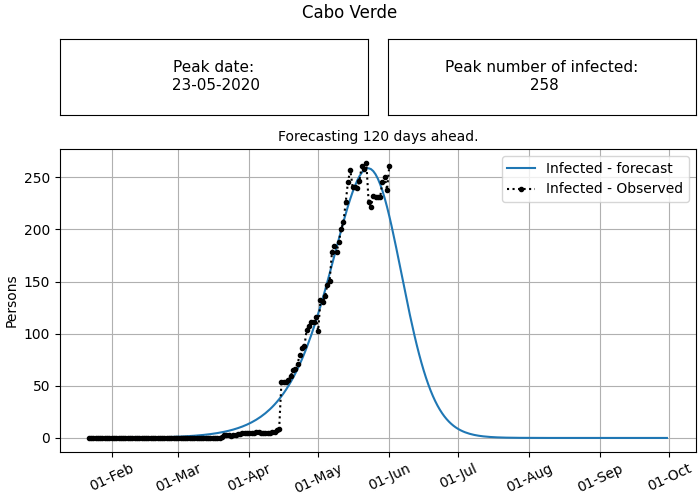 Cabo Verde
Peak date:
23-05-2020
Peak number of infected:
258
Forecasting 120 days ahead.
Infected - forecast
Infected - Observed
Persons
250
200
150
100
50
0
01-Feb
01-Mar
01-Apr
01-May
01-Jun
01-Jul
01-Aug
01-Sep
01-Oct